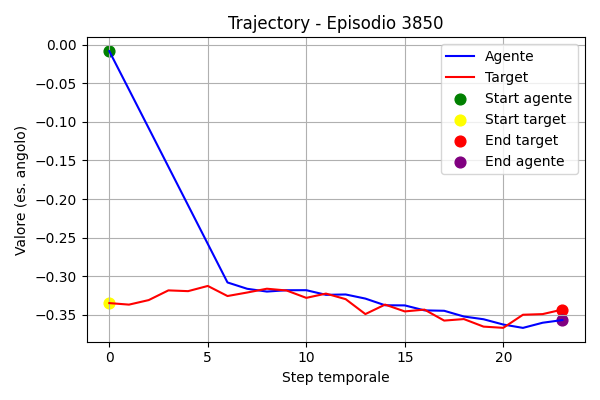 Trajectory - Episodio 3850
Valore (es. angolo)
0.00
−0.05
−0.10
−0.15
−0.20
−0.25
−0.30
−0.35
Agente
Target
Start agente
Start target
End target
End agente
0
5
10
15
20
Step temporale